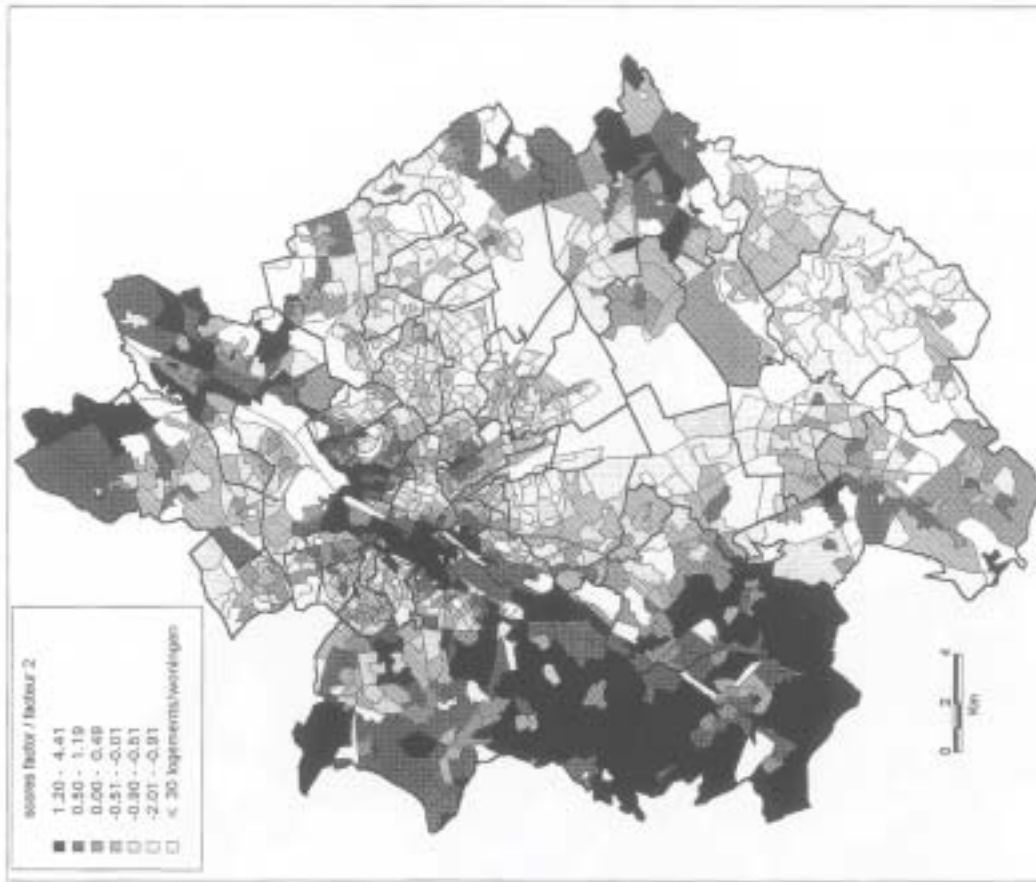 scores factor / facteur 2
1.20 - 4.41
0.50 - 1.19
0.00 - 0.49
-0.51 - -0.01
-0.90 - -0.51
-2.01 - -0.91
< 30 logements/woningen
0 2 4
Km